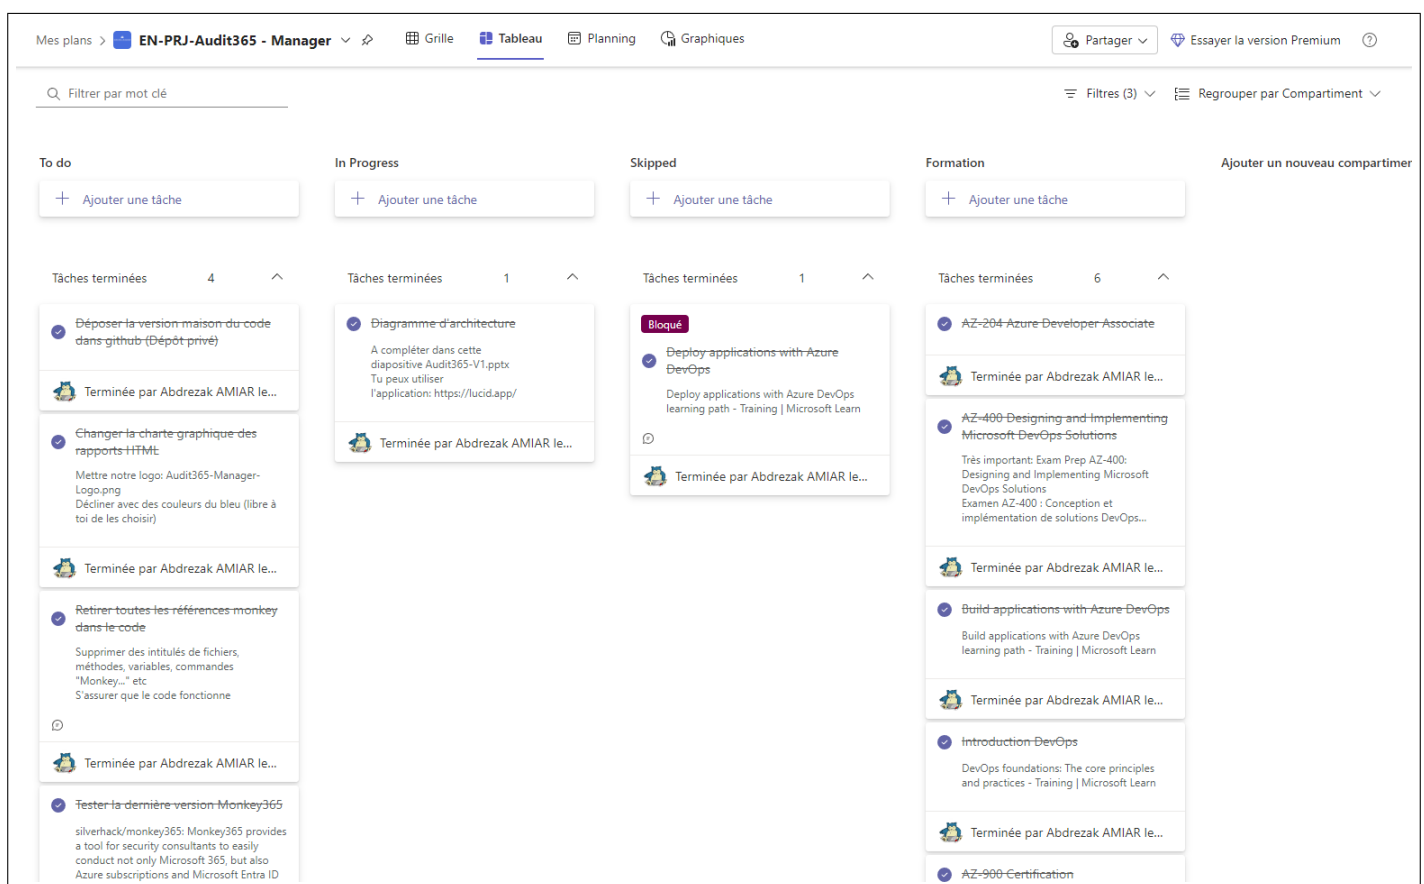 Mes plans > EN-PRJ-Audit365 - Manager
Grille
Tableau
Planning
Graphiques
Partager
Essayer la version Premium
Filtrer par mot clé
Filtres (3)
Regrouper par Compartiment
To do
Ajouter une tâche
Tâches terminées 4
Déposer la version maison du code
dans github (Dépôt privé)
Terminée par Abdrezak AMIAR le...
Changer la charte graphique des
rapports HTML
Mettre notre logo: Audit365-Manager-
Logo.png
Décliner avec des couleurs du bleu (libre à
toi de les choisir)
Terminée par Abdrezak AMIAR le...
Retirer toutes les références monkey
dans le code
Supprimer des intitulés de fichiers,
méthodes, variables, commandes
"Monkey..." etc
S'assurer que le code fonctionne
Terminée par Abdrezak AMIAR le...
Tester la dernière version Monkey365
silverhack/monkey365: Monkey365 provides
a tool for security consultants to easily
conduct not only Microsoft 365, but also
Azure subscriptions and Microsoft Entra ID
In Progress
Ajouter une tâche
Tâches terminées 1
Diagramme d'architecture
A compléter dans cette
diapositive Audit365-V1.pptx
Tu peux utiliser
l'application: https://lucid.app/
Terminée par Abdrezak AMIAR le...
Skipped
Ajouter une tâche
Tâches terminées 1
Bloqué
Deploy applications with Azure
DevOps
Deploy applications with Azure DevOps
learning path - Training | Microsoft Learn
Terminée par Abdrezak AMIAR le...
Formation
Ajouter une tâche
Tâches terminées 6
AZ-204 Azure Developer Associate
Terminée par Abdrezak AMIAR le...
AZ-400 Designing and Implementing
Microsoft DevOps Solutions
Très important: Exam Prep AZ-400:
Designing and Implementing Microsoft
DevOps Solutions
Examen AZ-400 : Conception et
implémentation de solutions DevOps...
Terminée par Abdrezak AMIAR le...
Build applications with Azure DevOps
Build applications with Azure DevOps
learning path - Training | Microsoft Learn
Terminée par Abdrezak AMIAR le...
Introduction DevOps
DevOps foundations: The core principles
and practices - Training | Microsoft Learn
Terminée par Abdrezak AMIAR le...
AZ-900 Certification
Ajouter un nouveau compartimer